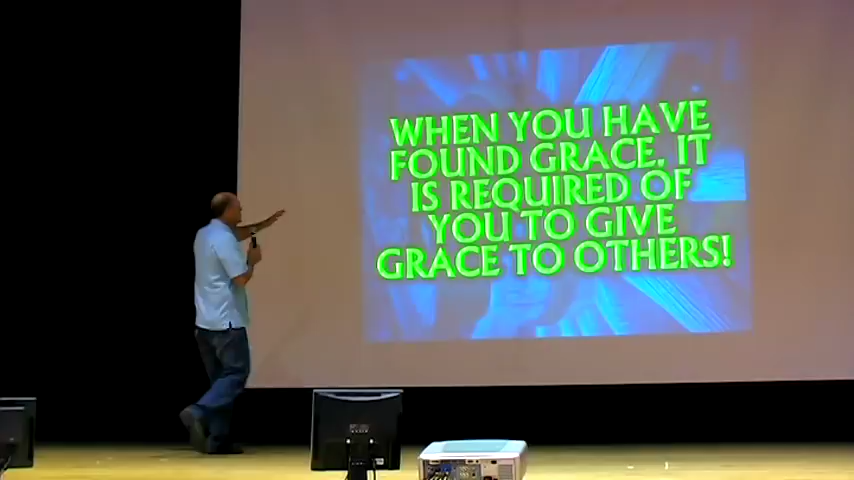 WHEN YOU HAVE
FOUND GRACE, IT
IS REQUIRED OF
YOU TO GIVE
GRACE TO OTHERS!